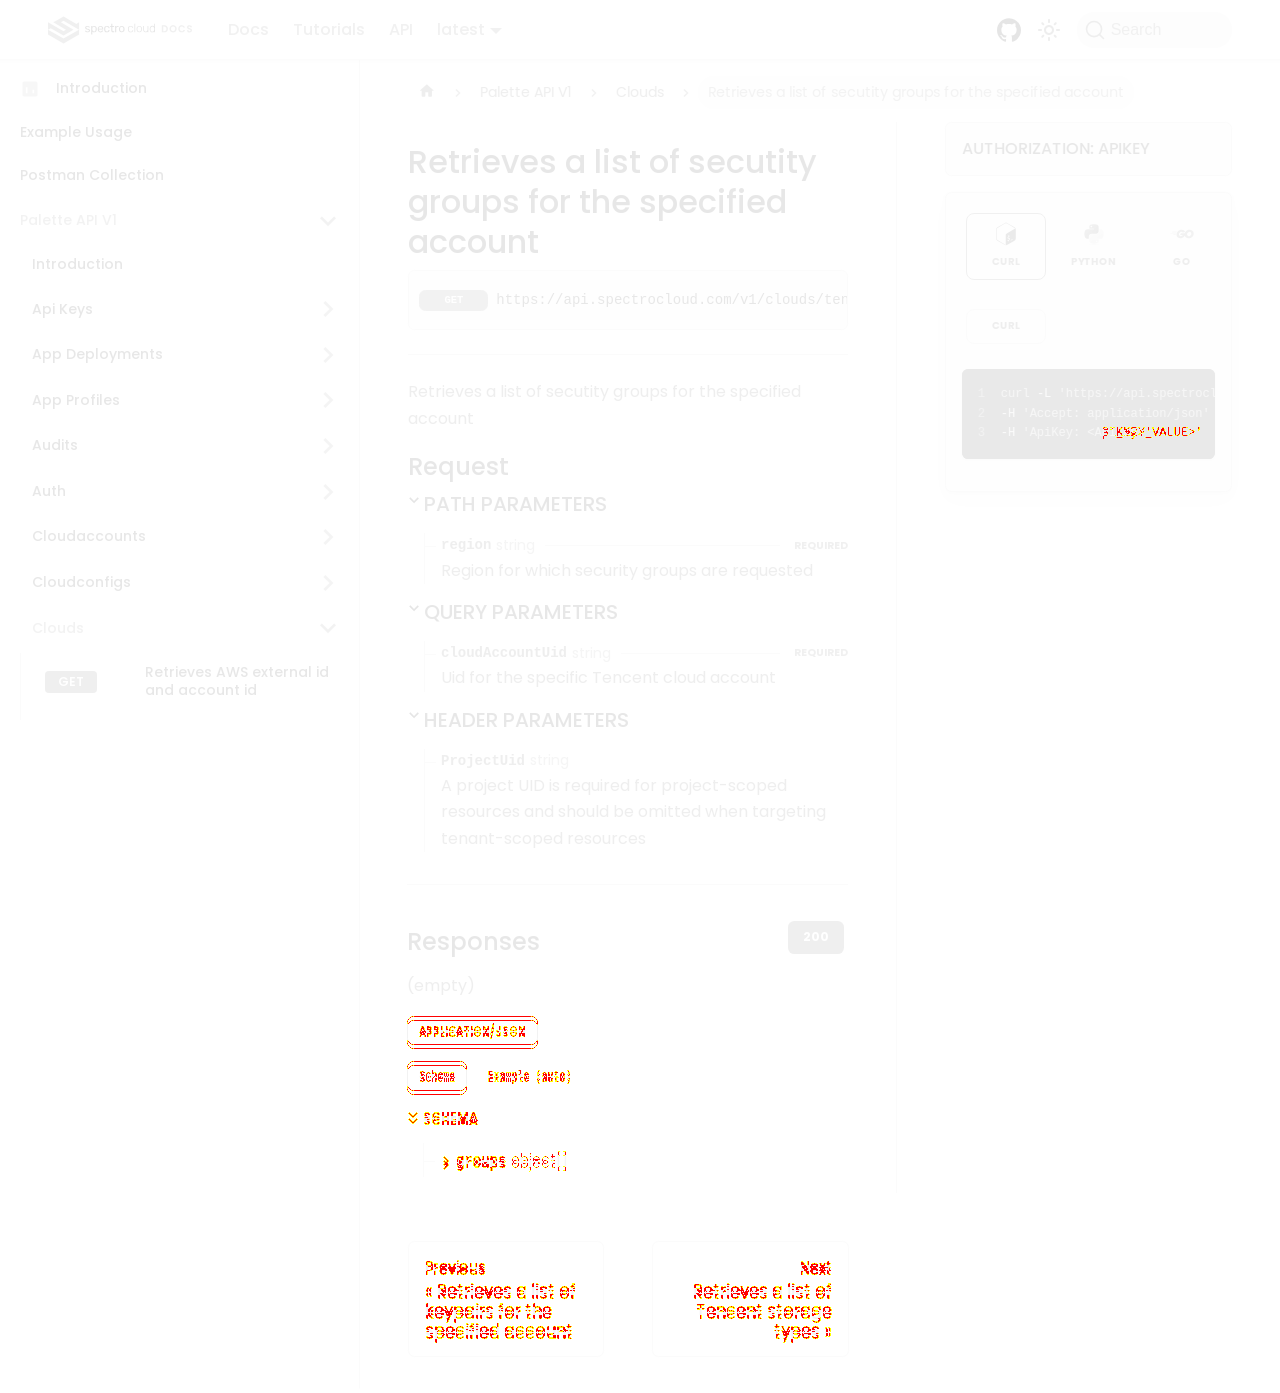 spectro cloud DOCS
Docs
Tutorials
API
latest
Search
Introduction
Example Usage
Postman Collection
Palette API V1
Introduction
Api Keys
App Deployments
App Profiles
Audits
Auth
Cloudaccounts
Cloudconfigs
Clouds
GET
Retrieves AWS external id
and account id
Palette API V1
Clouds
Retrieves a list of secutity groups for the specified account
Retrieves a list of secutity
groups for the specified
account
GET https://api.spectrocloud.com/v1/clouds/ten
Retrieves a list of secutity groups for the specified
account
Request
PATH PARAMETERS
region string REQUIRED
Region for which security groups are requested
QUERY PARAMETERS
cloudAccountUid string REQUIRED
Uid for the specific Tencent cloud account
HEADER PARAMETERS
ProjectUid string
A project UID is required for project-scoped
resources and should be omitted when targeting
tenant-scoped resources
Responses
200
(empty)
APPLICATION/JSON
Schema
Example (auto)
SCHEMA
groups object[]
Previous
« Retrieves a list of
keypairs for the
specified account
Next
Retrieves a list of
Tencent storage
types »
AUTHORIZATION: APIKEY
CURL
PYTHON
GO
GO
CURL
1 curl -L 'https://api.spectrocl
2 -H 'Accept: application/json'
3 -H 'ApiKey: VALUE>'